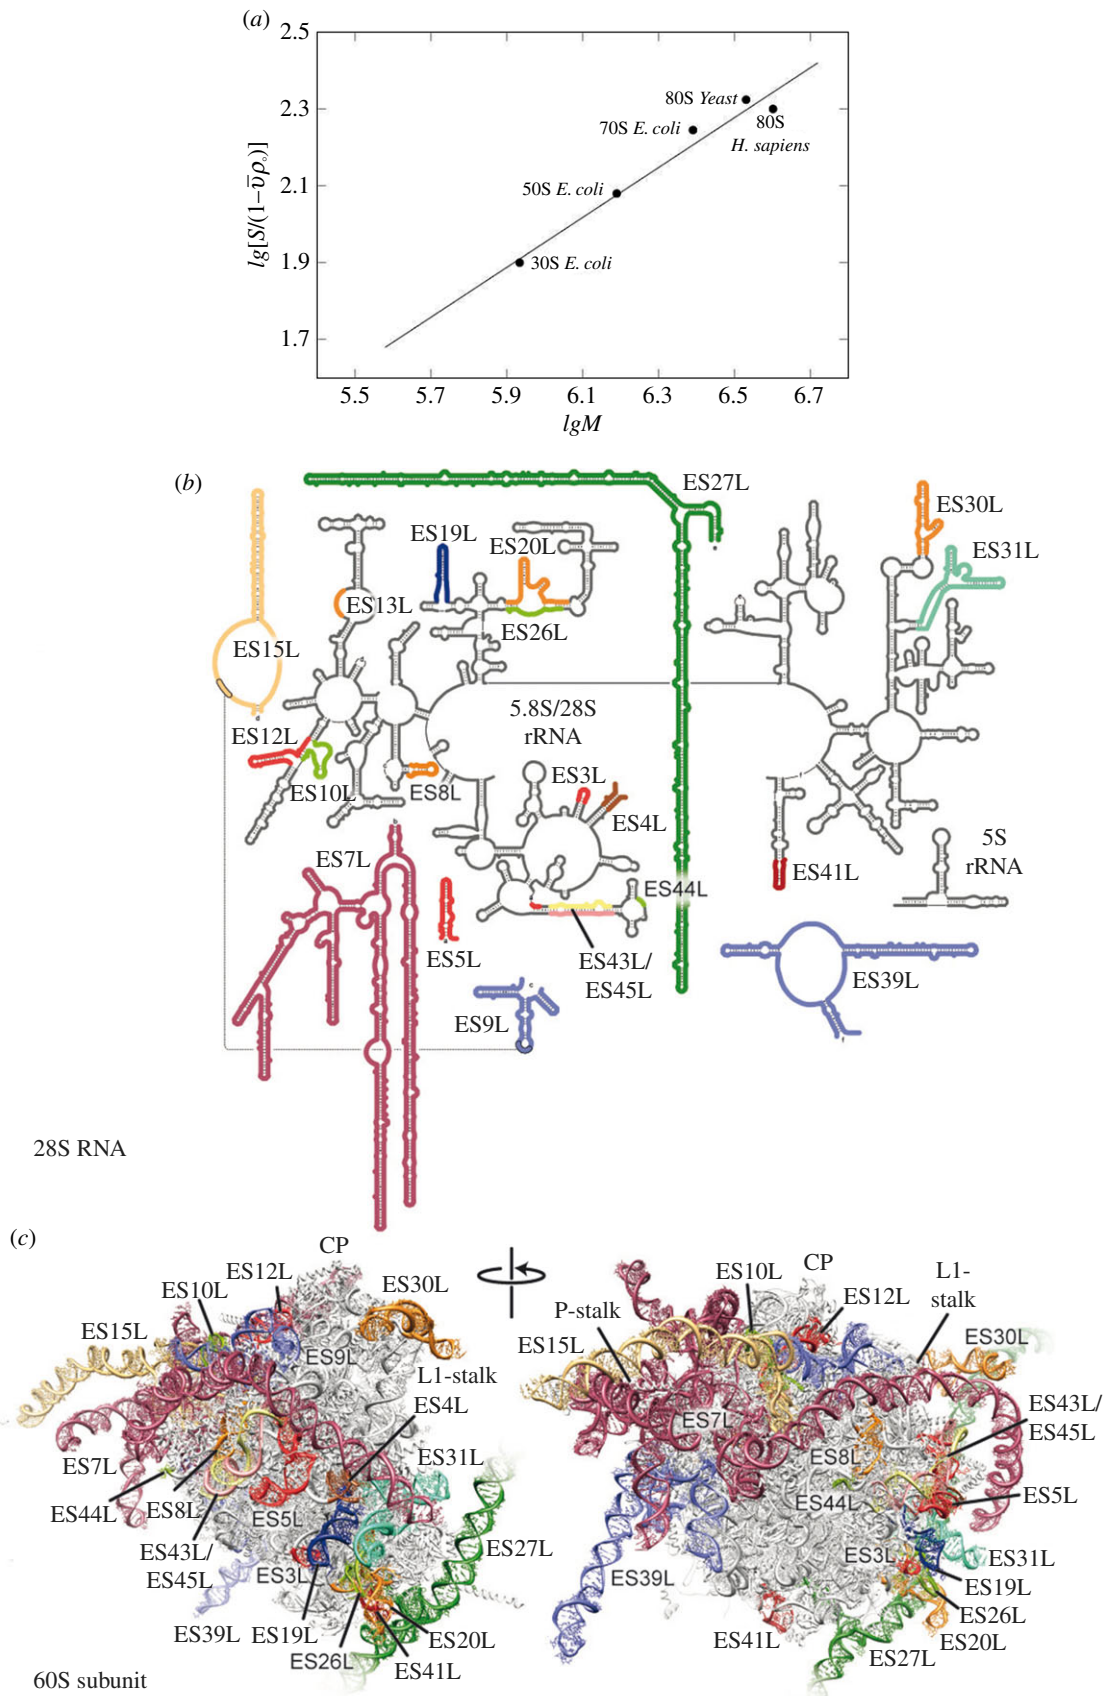 (a)
2.5
2.3
2.1
1.9
1.7
lg[S/(1−ῡρ₀)]
80S Yeast
70S E. coli
80S
H. sapiens
50S E. coli
30S E. coli
5.5 5.7 5.9 6.1 6.3 6.5 6.7
lgM
(b)
ES27L
ES30L
ES19L
ES20L
ES31L
ES13L
ES26L
ES15L
5.8S/28S
rRNA
ES12L
ES10L
ES8L
ES3L
ES4L
ES7L
5S
rRNA
ES41L
ES44L
ES5L
ES43L/
ES45L
ES39L
ES9L
28S RNA
(c)
CP
ES12L
ES10L
ES30L
ES15L
ES9L
L1-stalk
ES4L
ES7L
ES31L
ES44L
ES8L
ES5L
ES43L/
ES45L
ES3L
ES27L
ES39L ES19L
ES20L
ES26L
ES41L
ES10L
CP
L1-
stalk
P-stalk
ES12L
ES15L
ES30L
ES7L
ES43L/
ES45L
ES8L
ES44L
ES5L
ES3L
ES31L
ES39L
ES19L
ES26L
ES41L
ES20L
ES27L
60S subunit